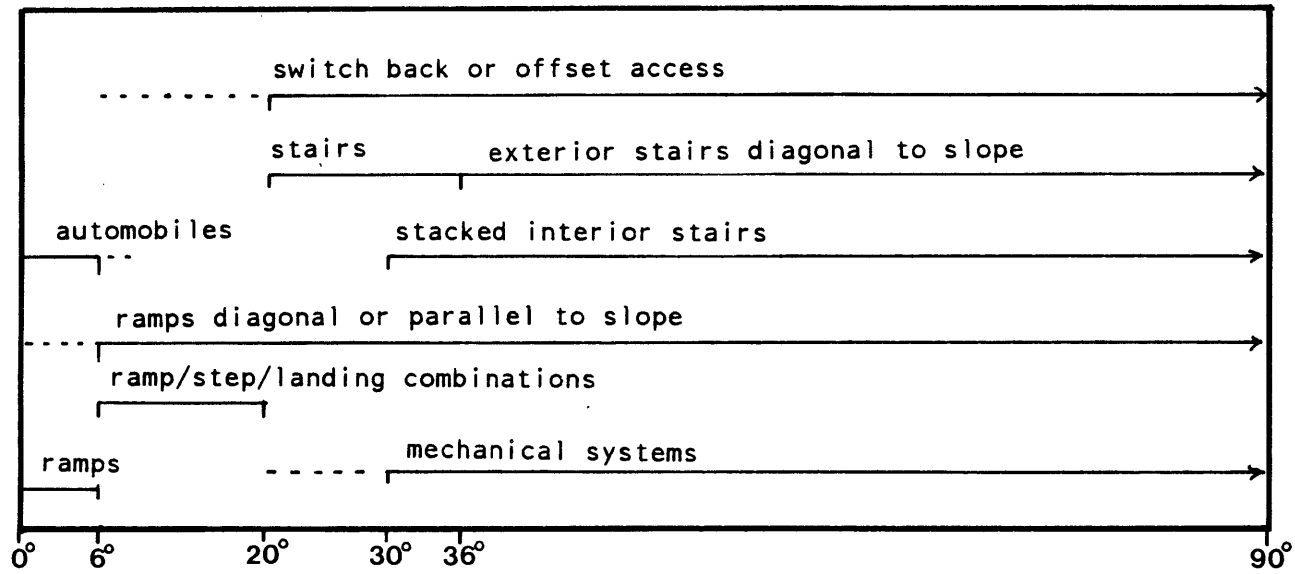 switch back or offset access
stairs
exterior stairs diagonal to slope
automobiles
stacked interior stairs
ramps diagonal or parallel to slope
ramp/step/landing combinations
ramps
mechanical systems
0° 6° 20° 30° 36° 90°